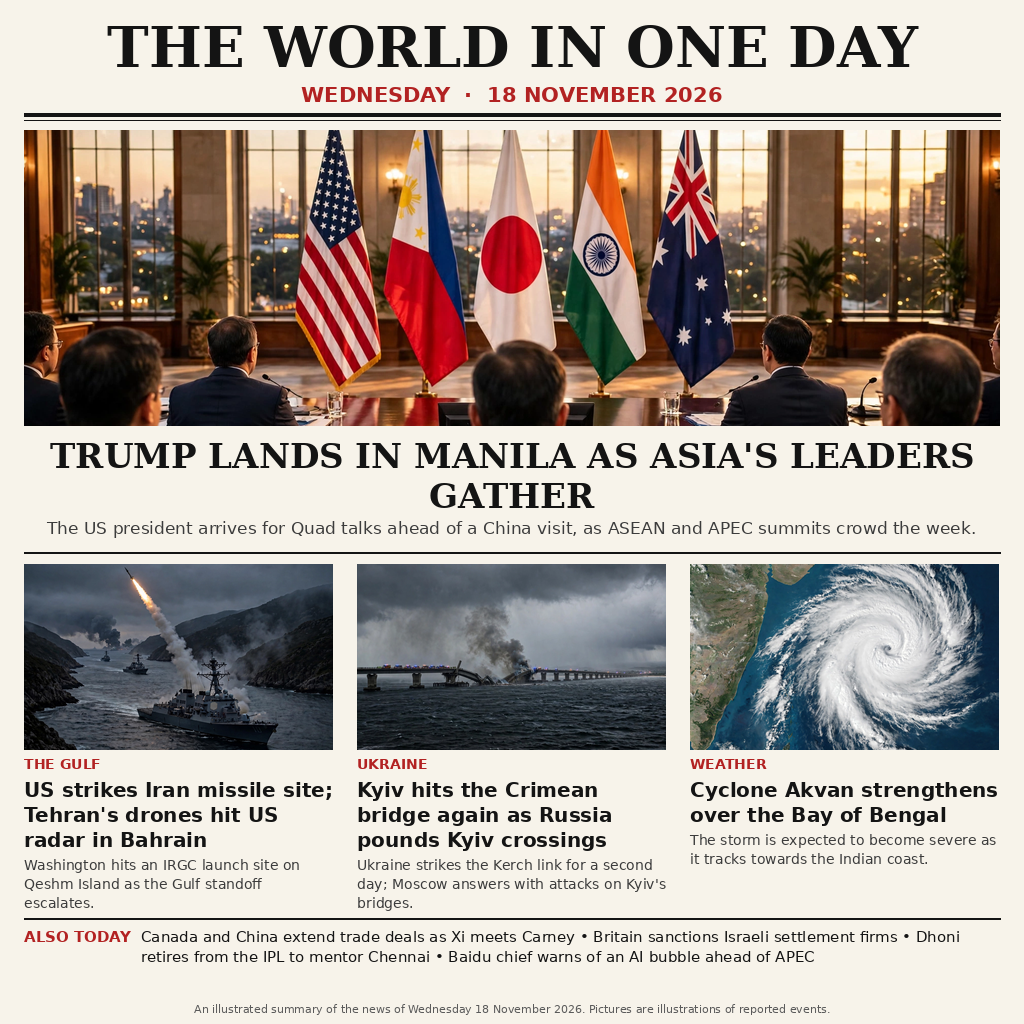 THE WORLD IN ONE DAY
WEDNESDAY · 18 NOVEMBER 2026
TRUMP LANDS IN MANILA AS ASIA'S LEADERS
GATHER
The US president arrives for Quad talks ahead of a China visit, as ASEAN and APEC summits crowd the week.
THE GULF
US strikes Iran missile site;
Tehran's drones hit US
radar in Bahrain
Washington hits an IRGC launch site on
Qeshm Island as the Gulf standoff
escalates.
UKRAINE
Kyiv hits the Crimean
bridge again as Russia
pounds Kyiv crossings
Ukraine strikes the Kerch link for a second
day; Moscow answers with attacks on Kyiv's
bridges.
WEATHER
Cyclone Akvan strengthens
over the Bay of Bengal
The storm is expected to become severe as
it tracks towards the Indian coast.
ALSO TODAY Canada and China extend trade deals as Xi meets Carney • Britain sanctions Israeli settlement firms • Dhoni
retires from the IPL to mentor Chennai • Baidu chief warns of an AI bubble ahead of APEC
An illustrated summary of the news of Wednesday 18 November 2026. Pictures are illustrations of reported events.